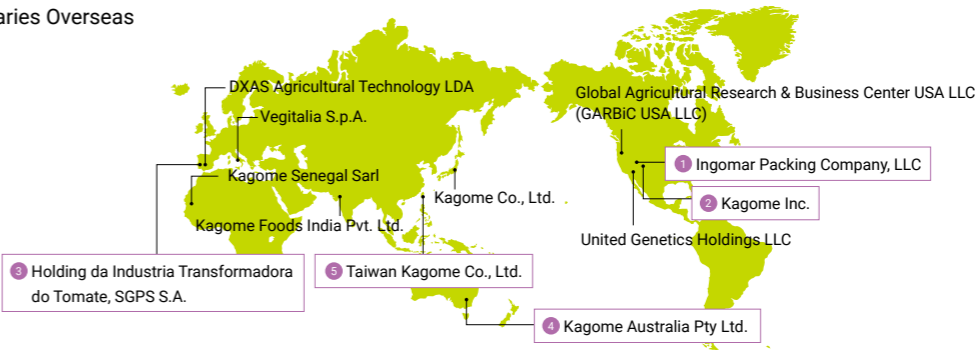 aries Overseas
DXAS Agricultural Technology LDA
Vegitalia S.p.A.
Kagome Senegal Sarl
Kagome Foods India Pvt. Ltd.
Kagome Co., Ltd.
Global Agricultural Research & Business Center USA LLC
(GARBiC USA LLC)
1 Ingomar Packing Company, LLC
2 Kagome Inc.
United Genetics Holdings LLC
3 Holding da Industria Transformadora
do Tomate, SGPS S.A.
5 Taiwan Kagome Co., Ltd.
4 Kagome Australia Pty Ltd.